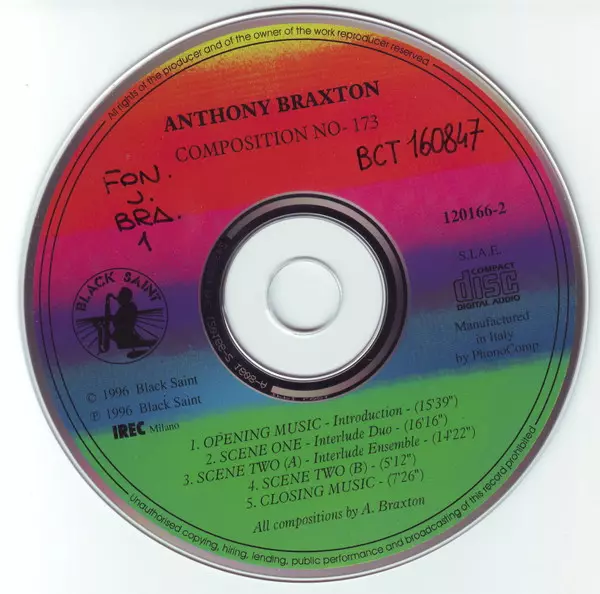 All rights of the producer and of the owner of the work reproducer reserved
ANTHONY BRAXTON
COMPOSITION NO- 173
FON.
J.
BRA.
1
BCT 160847
120166-2
S.I.A.E.
COMPACT
disc
DIGITAL AUDIO
Manufactured
in Italy
by PhonoComp
BLACK SAINT
© 1996 Black Saint
℗ 1996 Black Saint
IREC Milano
1. OPENING MUSIC - Introduction - (15'39")
2. SCENE ONE - Interlude Duo - (16'16")
3. SCENE TWO (A) - Interlude Ensemble - (14'22")
4. SCENE TWO (B) - (5'12")
5. CLOSING MUSIC - (7'26")
All compositions by A. Braxton
Unauthorised copying, hiring, lending, public performance and broadcasting of this record prohibited